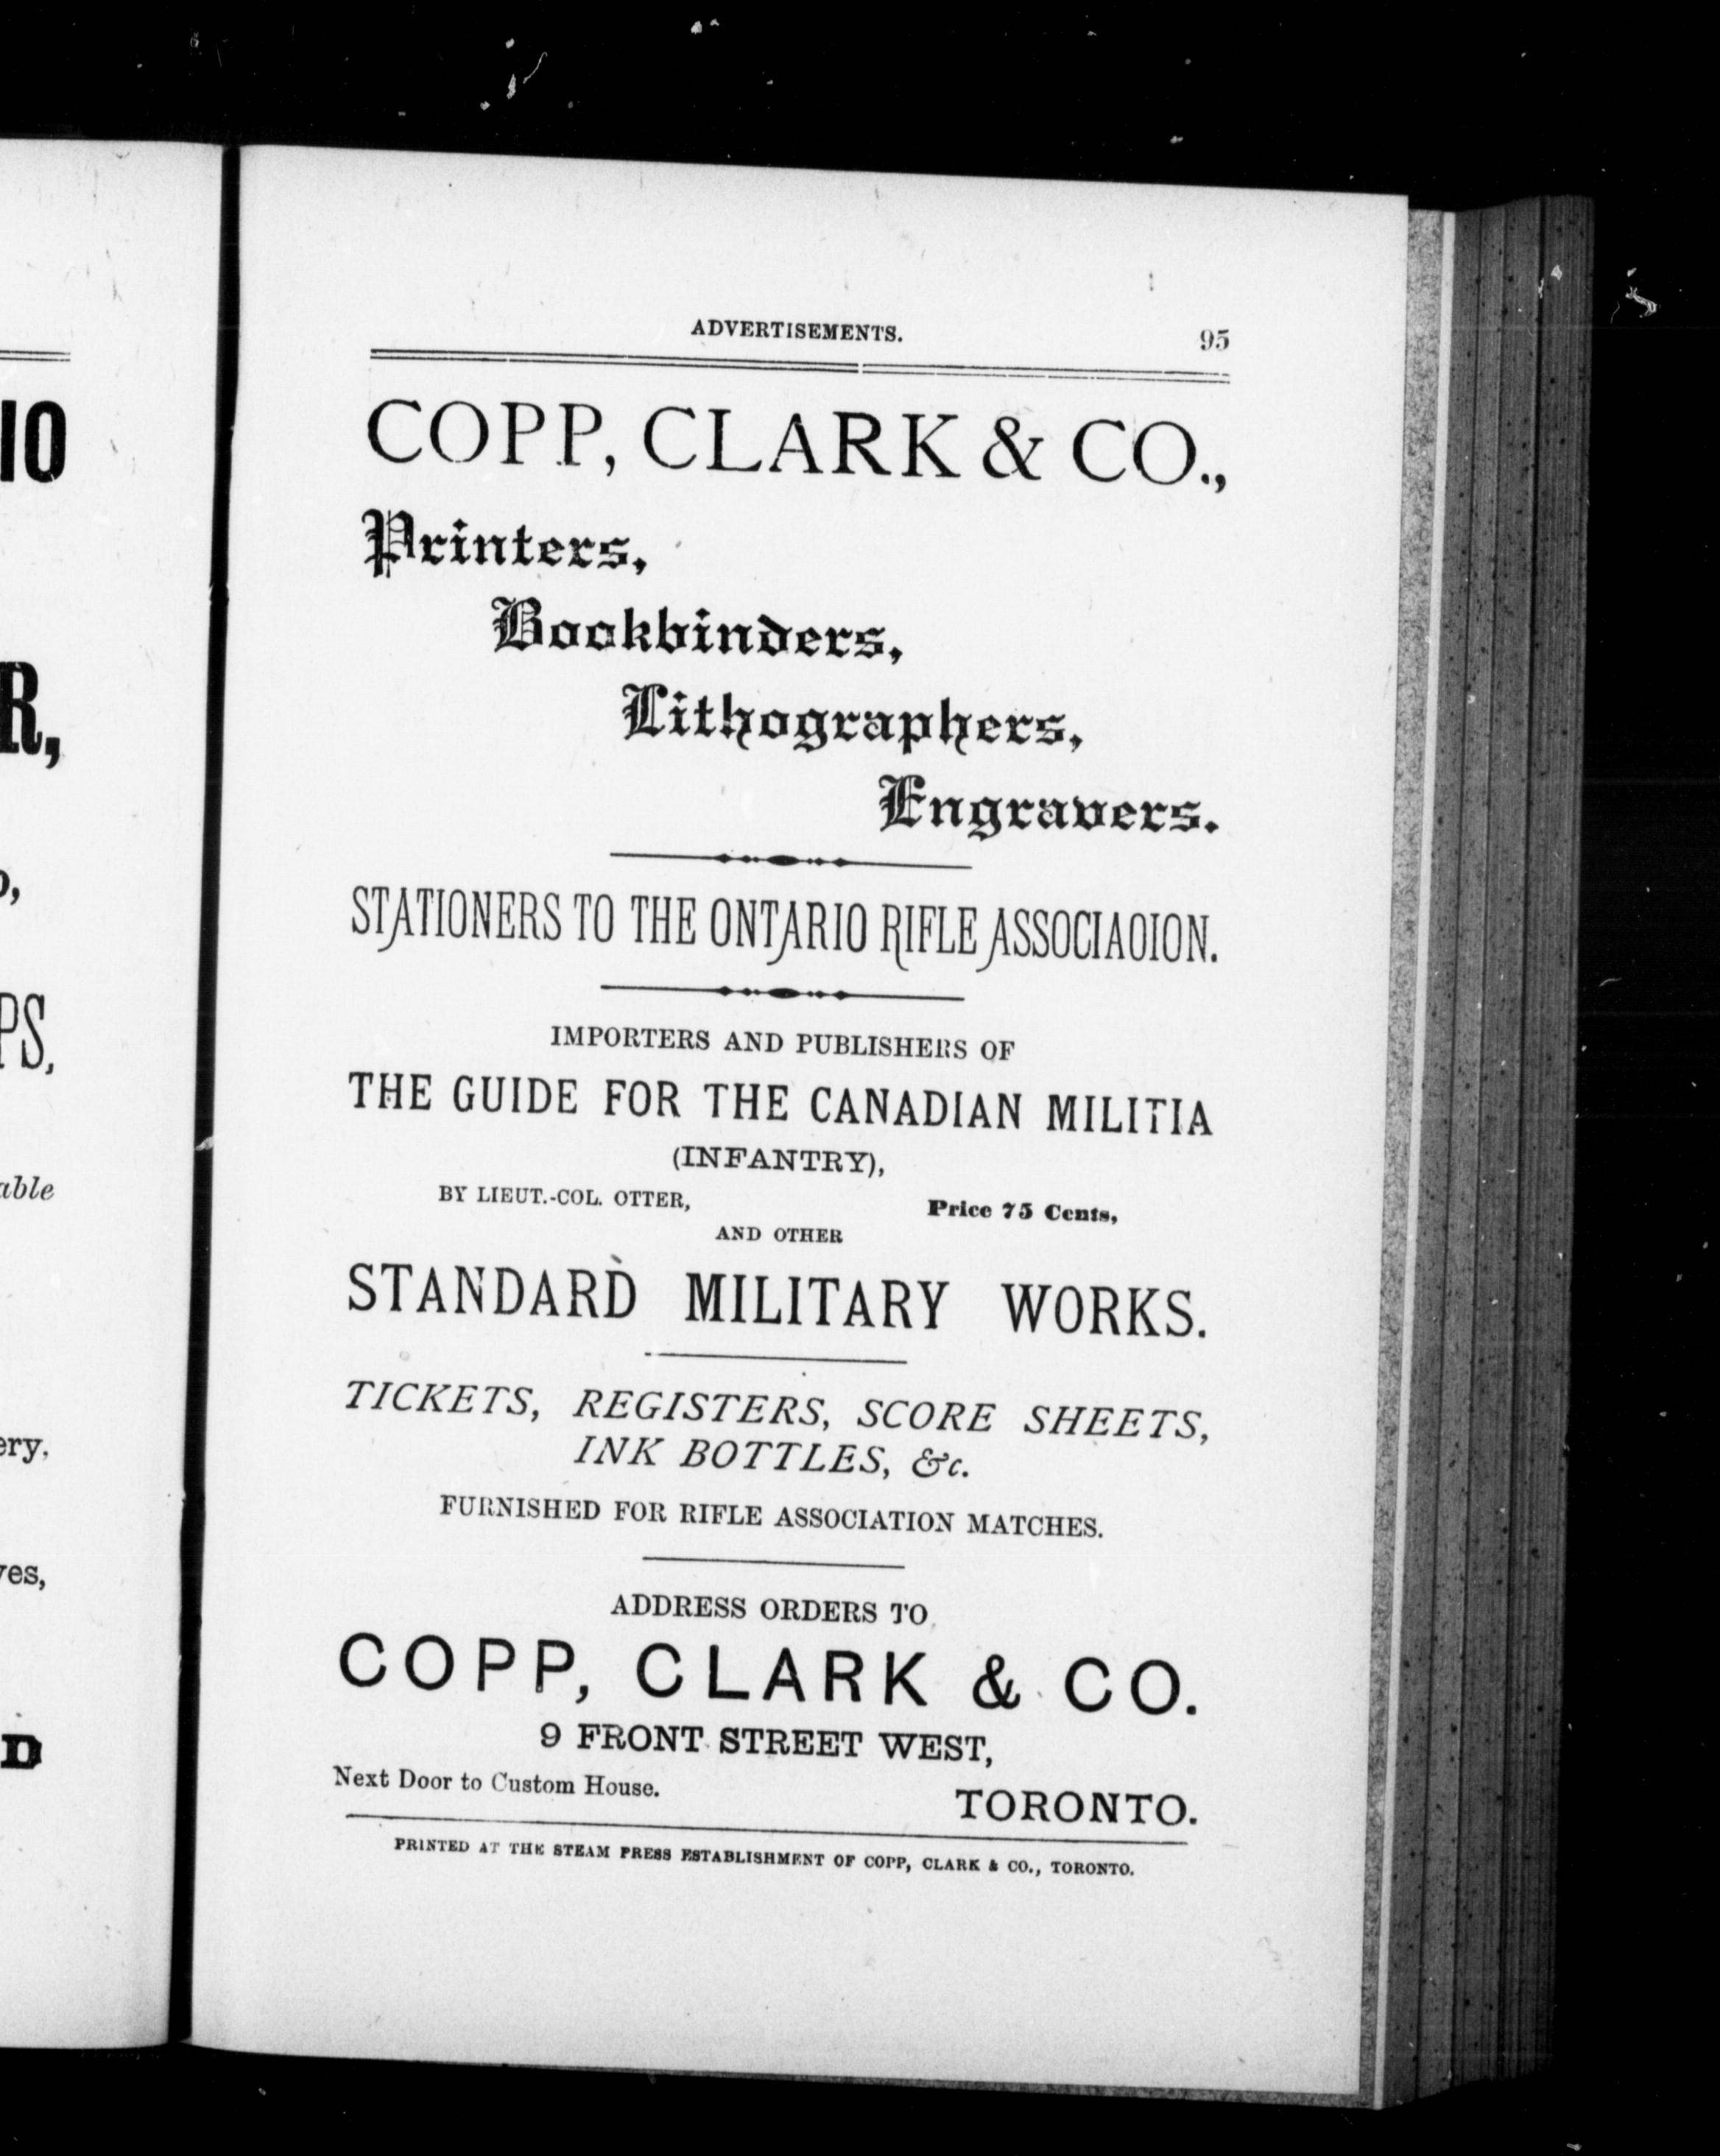 ADVERTISEMENTS. 95
COPP, CLARK & CO.,
Printers,
Bookbinders,
Lithographers,
Engravers.
STATIONERS TO THE ONTARIO RIFLE ASSOCIAOION.
IMPORTERS AND PUBLISHERS OF
THE GUIDE FOR THE CANADIAN MILITIA
(INFANTRY),
BY LIEUT.-COL. OTTER, Price 75 Cents,
AND OTHER
STANDARD MILITARY WORKS.
TICKETS, REGISTERS, SCORE SHEETS,
INK BOTTLES, &c.
FURNISHED FOR RIFLE ASSOCIATION MATCHES.
ADDRESS ORDERS TO
COPP, CLARK & CO.
9 FRONT STREET WEST,
Next Door to Custom House. TORONTO.
PRINTED AT THE STEAM PRESS ESTABLISHMENT OF COPP, CLARK & CO., TORONTO.